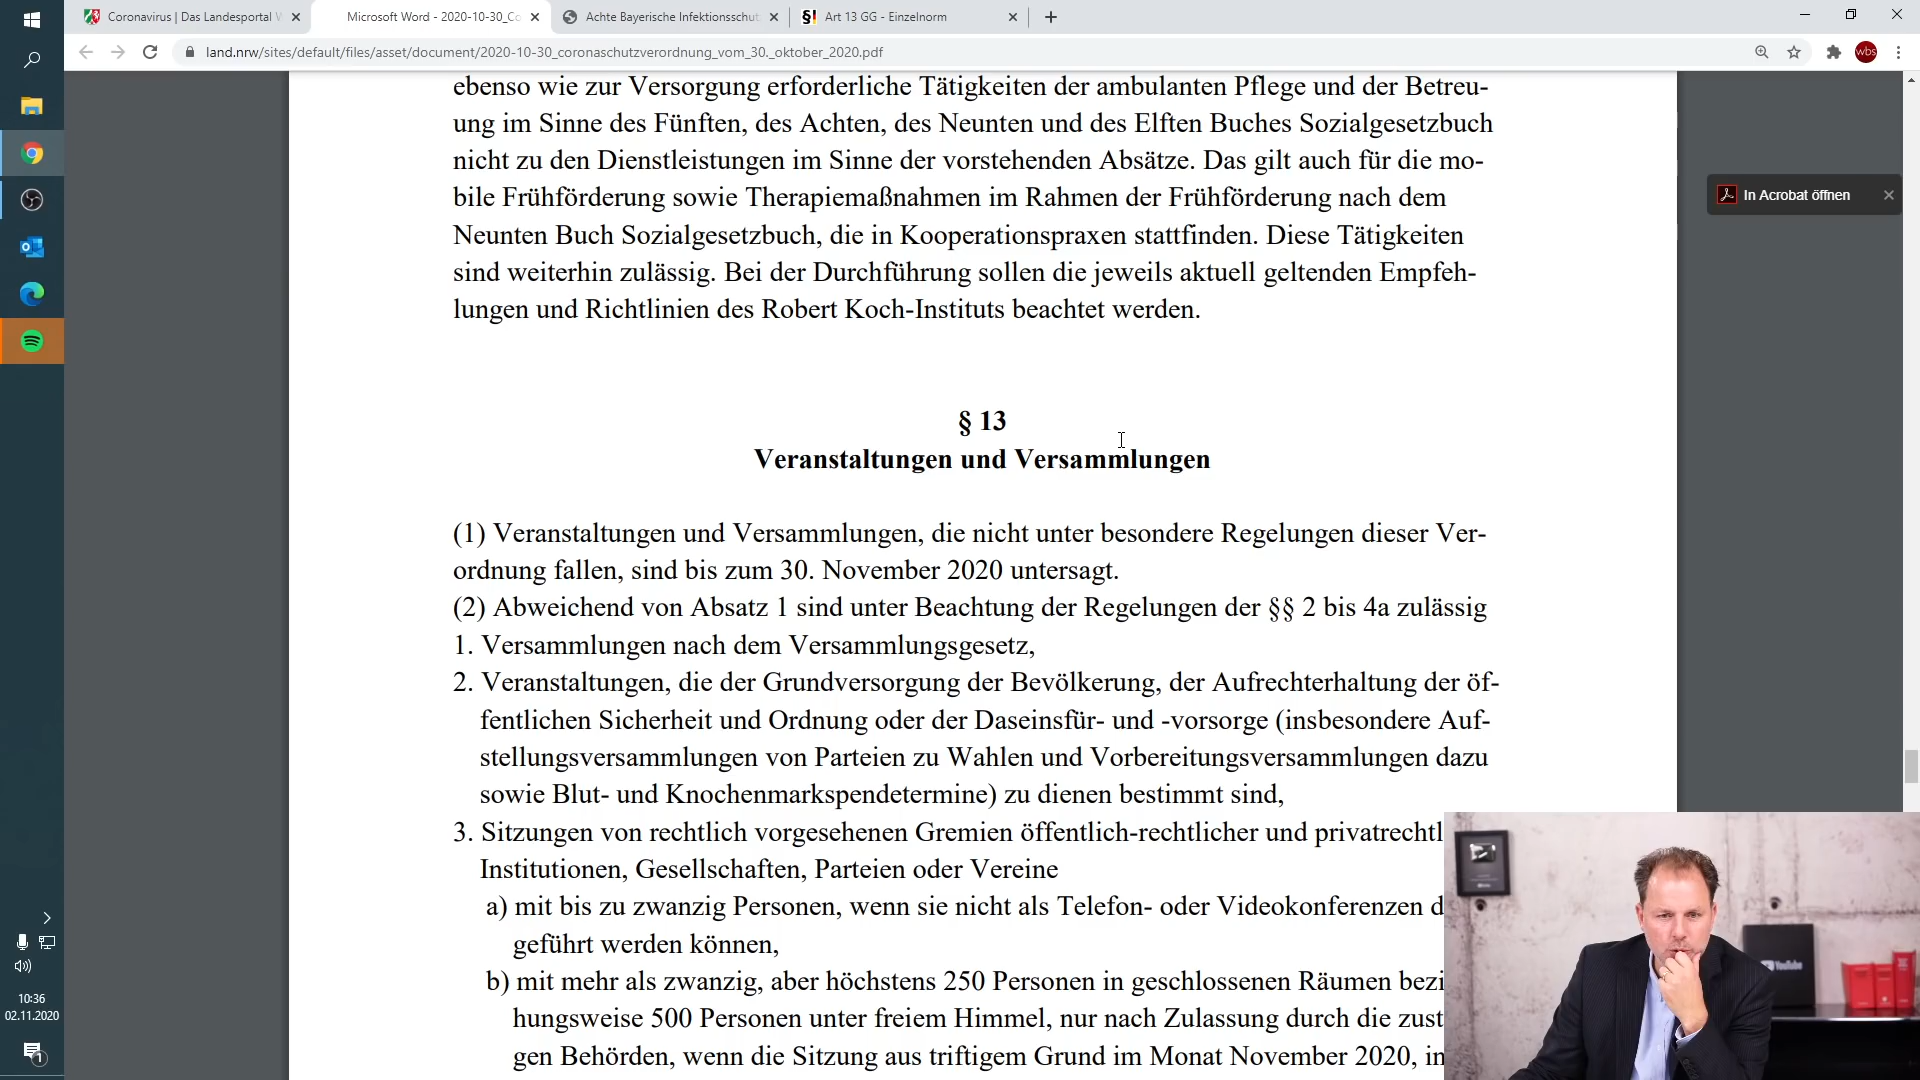 Coronavirus | Das Landesportal
Microsoft Word - 2020-10-30_Co
Achte Bayerische Infektionsschut
Art 13 GG - Einzelnorm
land.nrw/sites/default/files/asset/document/2020-10-30_coronaschutzverordnung_vom_30._oktober_2020.pdf
wbs
ebenso wie zur Versorgung erforderliche Tätigkeiten der ambulanten Pflege und der Betreu-
ung im Sinne des Fünften, des Achten, des Neunten und des Elften Buches Sozialgesetzbuch
nicht zu den Dienstleistungen im Sinne der vorstehenden Absätze. Das gilt auch für die mo-
bile Frühförderung sowie Therapiemaßnahmen im Rahmen der Frühförderung nach dem
Neunten Buch Sozialgesetzbuch, die in Kooperationspraxen stattfinden. Diese Tätigkeiten
sind weiterhin zulässig. Bei der Durchführung sollen die jeweils aktuell geltenden Empfeh-
lungen und Richtlinien des Robert Koch-Instituts beachtet werden.
In Acrobat öffnen
§ 13
Veranstaltungen und Versammlungen
(1) Veranstaltungen und Versammlungen, die nicht unter besondere Regelungen dieser Ver-
ordnung fallen, sind bis zum 30. November 2020 untersagt.
(2) Abweichend von Absatz 1 sind unter Beachtung der Regelungen der §§ 2 bis 4a zulässig
1. Versammlungen nach dem Versammlungsgesetz,
2. Veranstaltungen, die der Grundversorgung der Bevölkerung, der Aufrechterhaltung der öf-
fentlichen Sicherheit und Ordnung oder der Daseinsfür- und -vorsorge (insbesondere Auf-
stellungsversammlungen von Parteien zu Wahlen und Vorbereitungsversammlungen dazu
sowie Blut- und Knochenmarkspendetermine) zu dienen bestimmt sind,
3. Sitzungen von rechtlich vorgesehenen Gremien öffentlich-rechtlicher und privatrechtl
Institutionen, Gesellschaften, Parteien oder Vereine
a) mit bis zu zwanzig Personen, wenn sie nicht als Telefon- oder Videokonferenzen d
geführt werden können,
b) mit mehr als zwanzig, aber höchstens 250 Personen in geschlossenen Räumen bezi
hungsweise 500 Personen unter freiem Himmel, nur nach Zulassung durch die zust
gen Behörden, wenn die Sitzung aus triftigem Grund im Monat November 2020, in
YouTube
10:36
02.11.2020
1